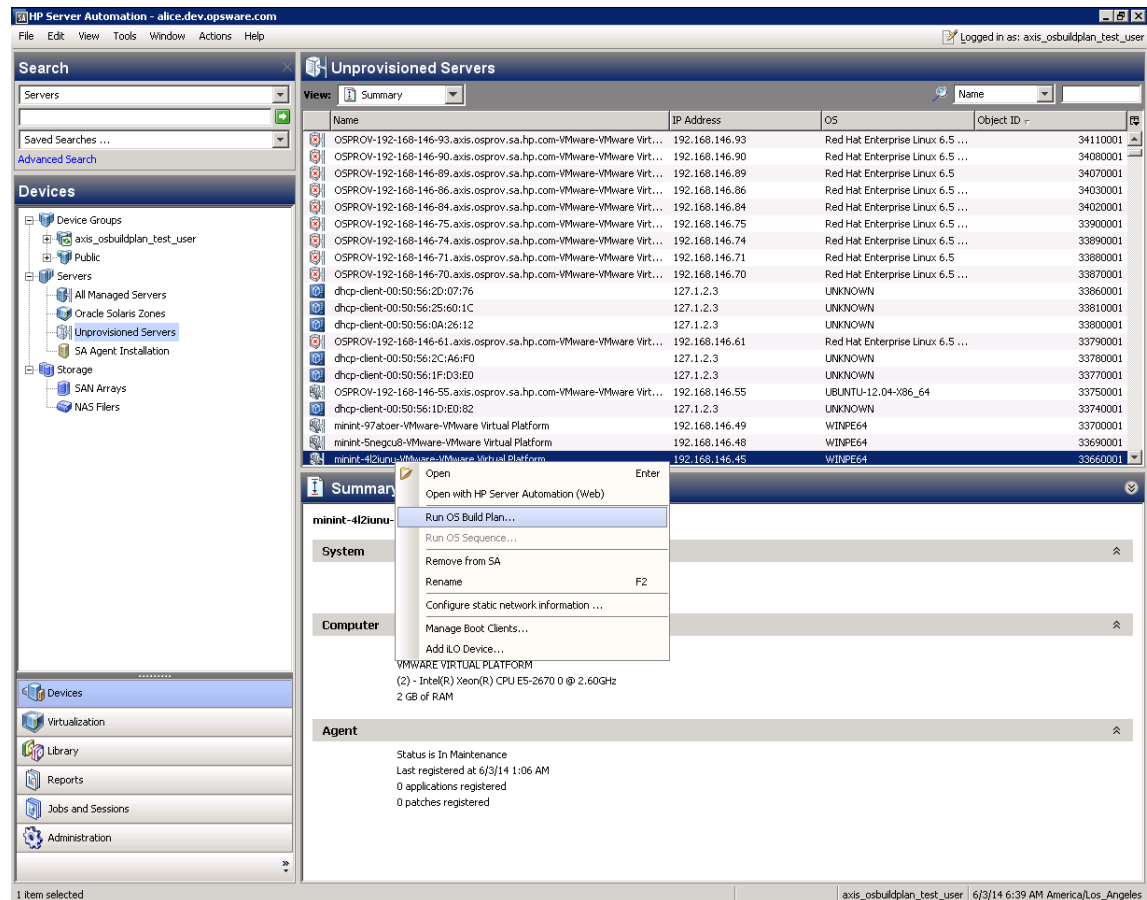 HP Server Automation - alice.dev.opsware.com
File Edit View Tools Window Actions Help
Logged in as: axis_osbuildplan_test_user
Search
Servers
Saved Searches ...
Advanced Search
Devices
Device Groups
axis_osbuildplan_test_user
Public
Servers
All Managed Servers
Oracle Solaris Zones
Unprovisioned Servers
SA Agent Installation
Storage
SAN Arrays
NAS Filers
Devices
Virtualization
Library
Reports
Jobs and Sessions
Administration
Unprovisioned Servers
View: Summary Name
Name IP Address OS Object ID
OSPROV-192-168-146-93.axis.osprov.sa.hp.com-VMware-VMware Virt... 192.168.146.93 Red Hat Enterprise Linux 6.5 ... 34110001
OSPROV-192-168-146-90.axis.osprov.sa.hp.com-VMware-VMware Virt... 192.168.146.90 Red Hat Enterprise Linux 6.5 ... 34080001
OSPROV-192-168-146-89.axis.osprov.sa.hp.com-VMware-VMware Virt... 192.168.146.89 Red Hat Enterprise Linux 6.5 34070001
OSPROV-192-168-146-86.axis.osprov.sa.hp.com-VMware-VMware Virt... 192.168.146.86 Red Hat Enterprise Linux 6.5 ... 34030001
OSPROV-192-168-146-84.axis.osprov.sa.hp.com-VMware-VMware Virt... 192.168.146.84 Red Hat Enterprise Linux 6.5 ... 34020001
OSPROV-192-168-146-75.axis.osprov.sa.hp.com-VMware-VMware Virt... 192.168.146.75 Red Hat Enterprise Linux 6.5 ... 33900001
OSPROV-192-168-146-74.axis.osprov.sa.hp.com-VMware-VMware Virt... 192.168.146.74 Red Hat Enterprise Linux 6.5 ... 33890001
OSPROV-192-168-146-71.axis.osprov.sa.hp.com-VMware-VMware Virt... 192.168.146.71 Red Hat Enterprise Linux 6.5 33880001
OSPROV-192-168-146-70.axis.osprov.sa.hp.com-VMware-VMware Virt... 192.168.146.70 Red Hat Enterprise Linux 6.5 ... 33870001
dhcp-client-00:50:56:2D:07:76 127.1.2.3 UNKNOWN 33860001
dhcp-client-00:50:56:25:60:1C 127.1.2.3 UNKNOWN 33810001
dhcp-client-00:50:56:0A:26:12 127.1.2.3 UNKNOWN 33800001
OSPROV-192-168-146-61.axis.osprov.sa.hp.com-VMware-VMware Virt... 192.168.146.61 Red Hat Enterprise Linux 6.5 ... 33790001
dhcp-client-00:50:56:2C:A6:F0 127.1.2.3 UNKNOWN 33780001
dhcp-client-00:50:56:1F:D3:E0 127.1.2.3 UNKNOWN 33770001
OSPROV-192-168-146-55.axis.osprov.sa.hp.com-VMware-VMware Virt... 192.168.146.55 UBUNTU-12.04-X86_64 33750001
dhcp-client-00:50:56:1D:E0:82 127.1.2.3 UNKNOWN 33740001
minint-97atoer-VMware-VMware Virtual Platform 192.168.146.49 WINPE64 33700001
minint-5negcu8-VMware-VMware Virtual Platform 192.168.146.48 WINPE64 33690001
minint-4l2iunu-VMware-VMware Virtual Platform 192.168.146.45 WINPE64 33660001
Open Enter
Open with HP Server Automation (Web)
Run OS Build Plan...
Run OS Sequence...
Remove from SA
Rename F2
Configure static network information ...
Manage Boot Clients...
Add iLO Device...
Summary
minint-4l2iunu-
System
Computer
VMWARE VIRTUAL PLATFORM
(2) - Intel(R) Xeon(R) CPU E5-2670 0 @ 2.60GHz
2 GB of RAM
Agent
Status is In Maintenance
Last registered at 6/3/14 1:06 AM
0 applications registered
0 patches registered
1 item selected
axis_osbuildplan_test_user 6/3/14 6:39 AM America/Los_Angeles